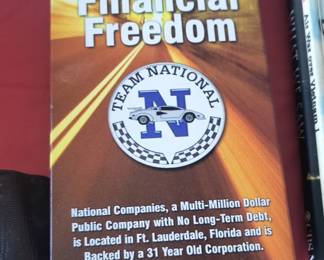 Financial
Freedom
TEAM NATIONAL
N
National Companies, a Multi-Million Dollar
Public Company with No Long-Term Debt,
is Located in Ft. Lauderdale, Florida and is
Backed by a 31 Year Old Corporation.